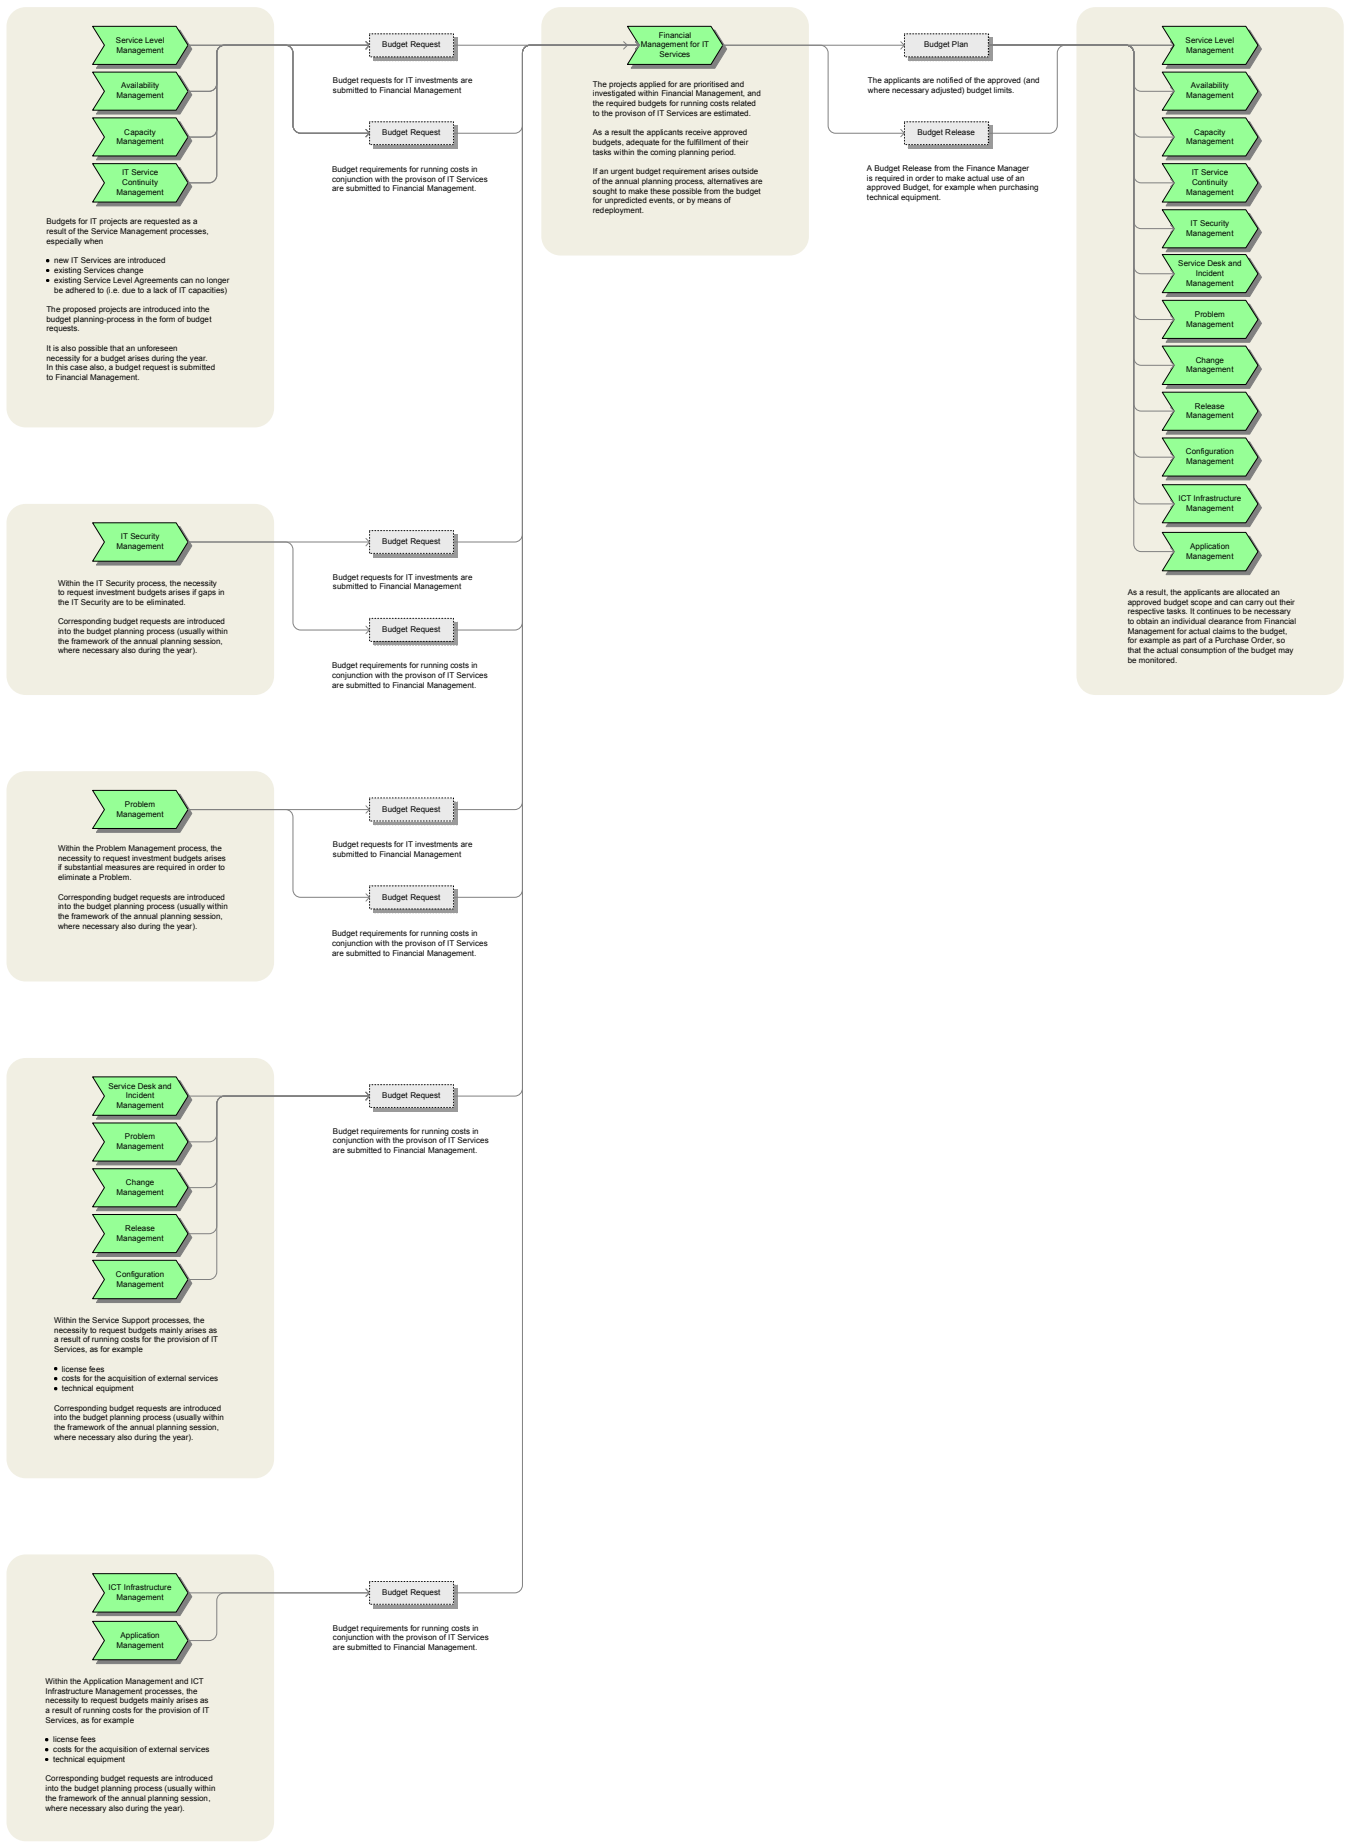 Service Level
Management
Availability
Management
Capacity
Management
IT Service
Continuity
Management
Budgets for IT projects are requested as a
result of the Service Management processes,
especially when
• new IT Services are introduced
• existing Services change
• existing Service Level Agreements can no longer
be adhered to (i.e. due to a lack of IT capacities)
The proposed projects are introduced into the
budget planning-process in the form of budget
requests.
It is also possible that an unforeseen
necessity for a budget arises during the year.
In this case also, a budget request is submitted
to Financial Management.
Budget Request
Budget requests for IT investments are
submitted to Financial Management
Budget Request
Budget requirements for running costs in
conjunction with the provison of IT Services
are submitted to Financial Management.
Financial
Management for IT
Services
The projects applied for are prioritised and
investigated within Financial Management, and
the required budgets for running costs related
to the provison of IT Services are estimated.
As a result the applicants receive approved
budgets, adequate for the fulfillment of their
tasks within the coming planning period.
If an urgent budget requirement arises outside
of the annual planning process, alternatives are
sought to make these possible from the budget
for unpredicted events, or by means of
redeployment.
Budget Plan
The applicants are notified of the approved (and
where necessary adjusted) budget limits.
Budget Release
A Budget Release from the Finance Manager
is required in order to make actual use of an
approved Budget, for example when purchasing
technical equipment.
Service Level
Management
Availability
Management
Capacity
Management
IT Service
Continuity
Management
IT Security
Management
Service Desk and
Incident
Management
Problem
Management
Change
Management
Release
Management
Configuration
Management
ICT Infrastructure
Management
Application
Management
As a result, the applicants are allocated an
approved budget scope and can carry out their
respective tasks. It continues to be necessary
to obtain an individual clearance from Financial
Management for actual claims to the budget,
for example as part of a Purchase Order, so
that the actual consumption of the budget may
be monitored.
IT Security
Management
Within the IT Security process, the necessity
to request investment budgets arises if gaps in
the IT Security are to be eliminated.
Corresponding budget requests are introduced
into the budget planning process (usually within
the framework of the annual planning session,
where necessary also during the year).
Budget Request
Budget requests for IT investments are
submitted to Financial Management
Budget Request
Budget requirements for running costs in
conjunction with the provison of IT Services
are submitted to Financial Management.
Problem
Management
Within the Problem Management process, the
necessity to request investment budgets arises
if substantial measures are required in order to
eliminate a Problem.
Corresponding budget requests are introduced
into the budget planning process (usually within
the framework of the annual planning session,
where necessary also during the year).
Budget Request
Budget requests for IT investments are
submitted to Financial Management
Budget Request
Budget requirements for running costs in
conjunction with the provison of IT Services
are submitted to Financial Management.
Service Desk and
Incident
Management
Problem
Management
Change
Management
Release
Management
Configuration
Management
Within the Service Support processes, the
necessity to request budgets mainly arises as
a result of running costs for the provision of IT
Services, as for example
• license fees
• costs for the acquisition of external services
• technical equipment
Corresponding budget requests are introduced
into the budget planning process (usually within
the framework of the annual planning session,
where necessary also during the year).
Budget Request
Budget requirements for running costs in
conjunction with the provison of IT Services
are submitted to Financial Management.
ICT Infrastructure
Management
Application
Management
Within the Application Management and ICT
Infrastructure Management processes, the
necessity to request budgets mainly arises as
a result of running costs for the provision of IT
Services, as for example
• license fees
• costs for the acquisition of external services
• technical equipment
Corresponding budget requests are introduced
into the budget planning process (usually within
the framework of the annual planning session,
where necessary also during the year).
Budget Request
Budget requirements for running costs in
conjunction with the provison of IT Services
are submitted to Financial Management.